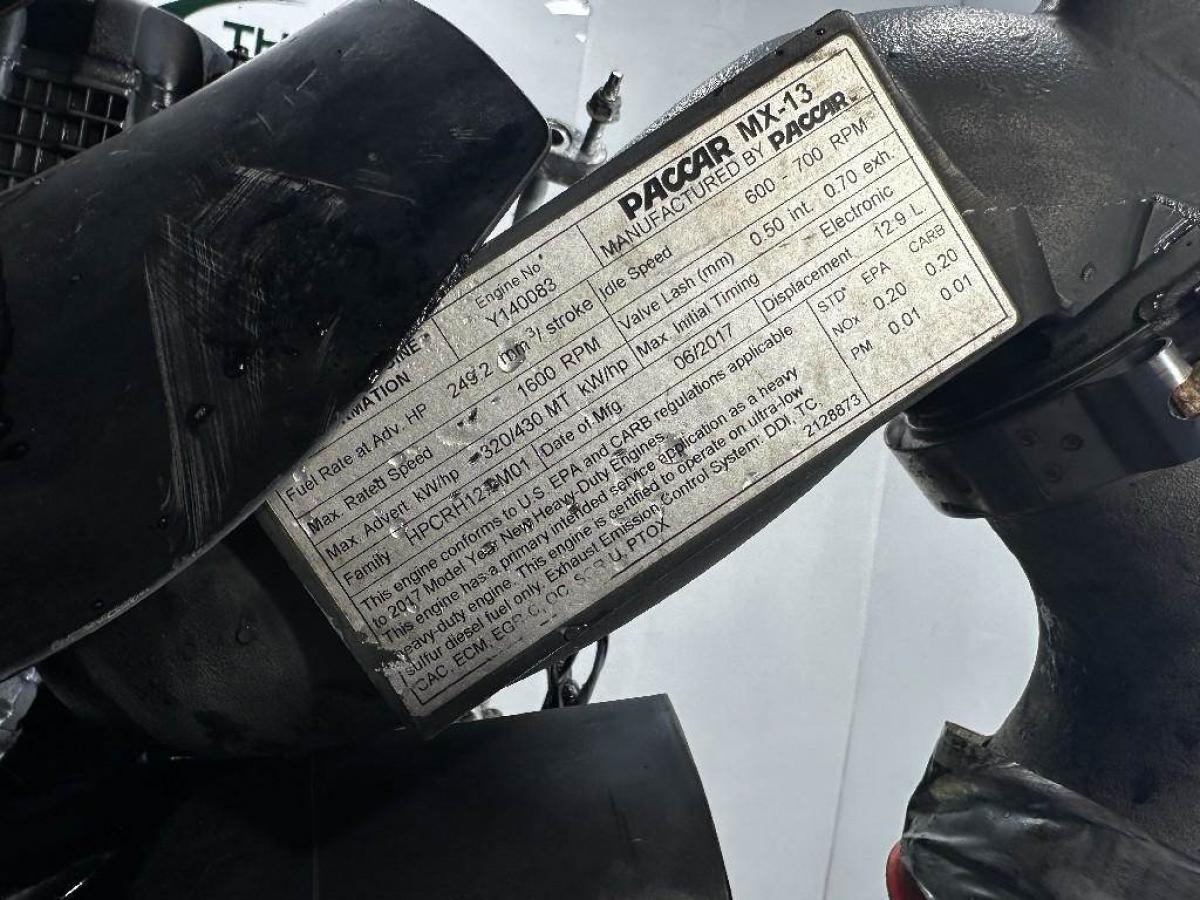 TH
PACCAR MX-13
MANUFACTURED BY PACCAR
Engine No
Y140083
MATION
Fuel Rate at Adv. HP 249.2 mm³/ stroke
Idle Speed 600 - 700 RPM
Max. Rated Speed 1600 RPM
Valve Lash (mm) 0.50 int. 0.70 exh.
Max. Advert. kW/hp 320/430 MT kW/hp
Max. Initial Timing Electronic
Family
Date of Mfg. 06/2017
Displacement 12.9 L
This engine conforms to U.S. EPA and CARB regulations applicable
to 2017 Model Year New Heavy-Duty Engines.
This engine has a primary intended service application as a heavy
heavy-duty engine. This engine is certified to operate on ultra-low
sulfur diesel fuel only. Exhaust Emission Control System: DDI, TC,
CAC, ECM, EGR PTOX
2128873
STD EPA CARB
NOx 0.20 0.20
PM 0.01 0.01